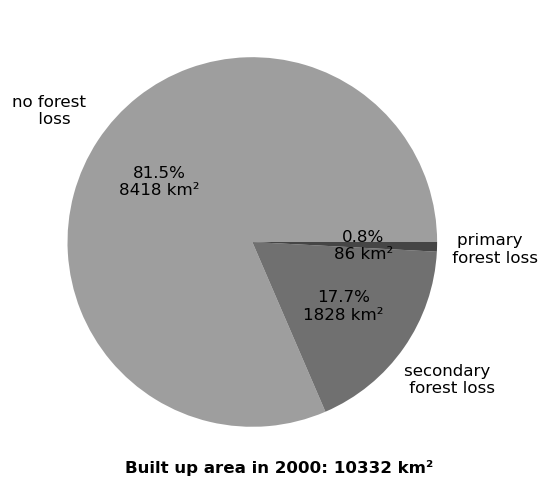 no forest
loss
81.5%
8418 km²
0.8%
86 km²
primary
forest loss
17.7%
1828 km²
secondary
forest loss
Built up area in 2000: 10332 km²